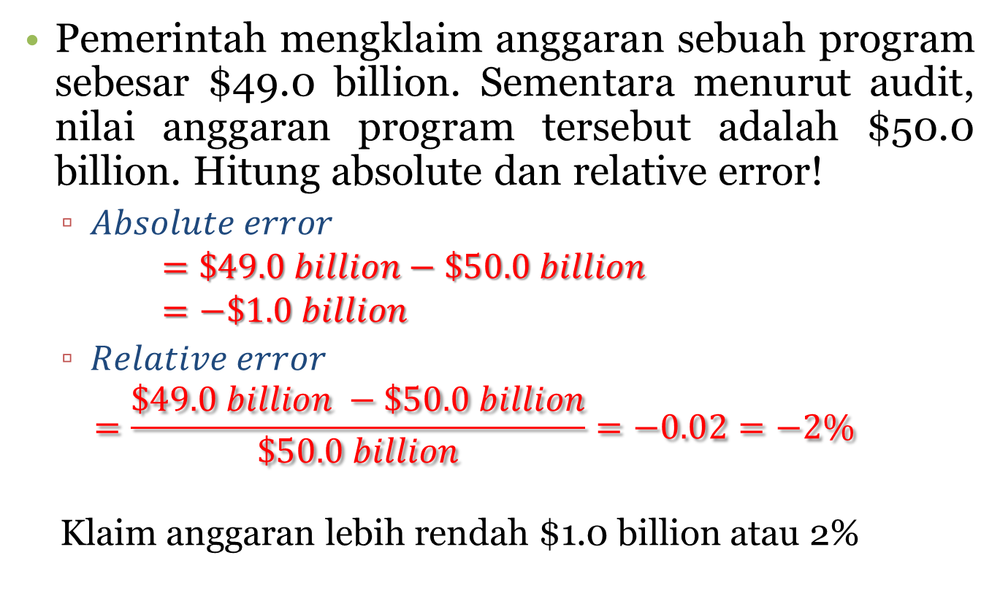 • Pemerintah mengklaim anggaran sebuah program
sebesar $49.0 billion. Sementara menurut audit,
nilai anggaran program tersebut adalah $50.0
billion. Hitung absolute dan relative error!
▫ Absolute error
= $49.0 billion − $50.0 billion
= −$1.0 billion
▫ Relative error
$49.0 billion − $50.0 billion
= = −0.02 = −2%
$50.0 billion
Klaim anggaran lebih rendah $1.0 billion atau 2%